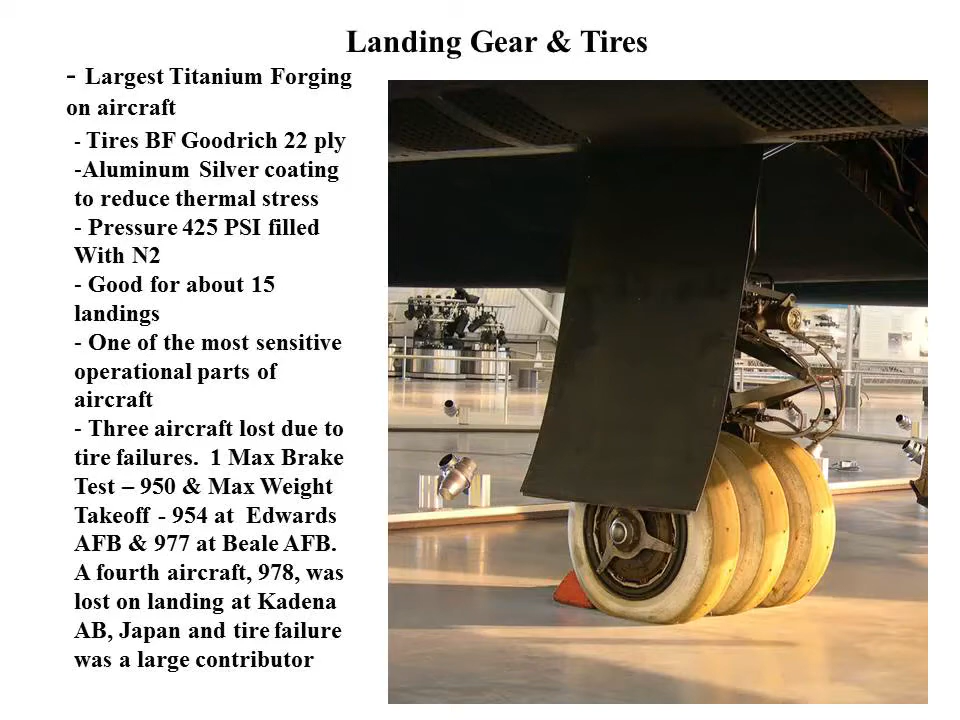 Landing Gear & Tires
- Largest Titanium Forging
on aircraft
- Tires BF Goodrich 22 ply
-Aluminum Silver coating
to reduce thermal stress
- Pressure 425 PSI filled
With N2
- Good for about 15
landings
- One of the most sensitive
operational parts of
aircraft
- Three aircraft lost due to
tire failures. 1 Max Brake
Test – 950 & Max Weight
Takeoff - 954 at Edwards
AFB & 977 at Beale AFB.
A fourth aircraft, 978, was
lost on landing at Kadena
AB, Japan and tire failure
was a large contributor